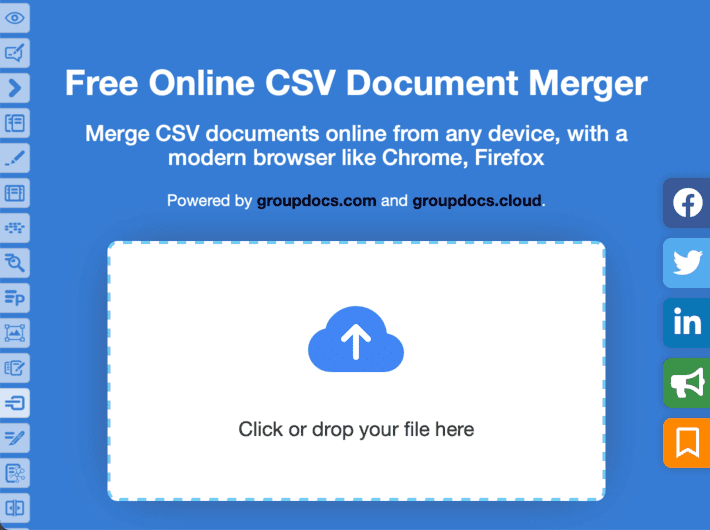 Free Online CSV Document Merger
Merge CSV documents online from any device, with a
modern browser like Chrome, Firefox
Powered by groupdocs.com and groupdocs.cloud.
Click or drop your file here